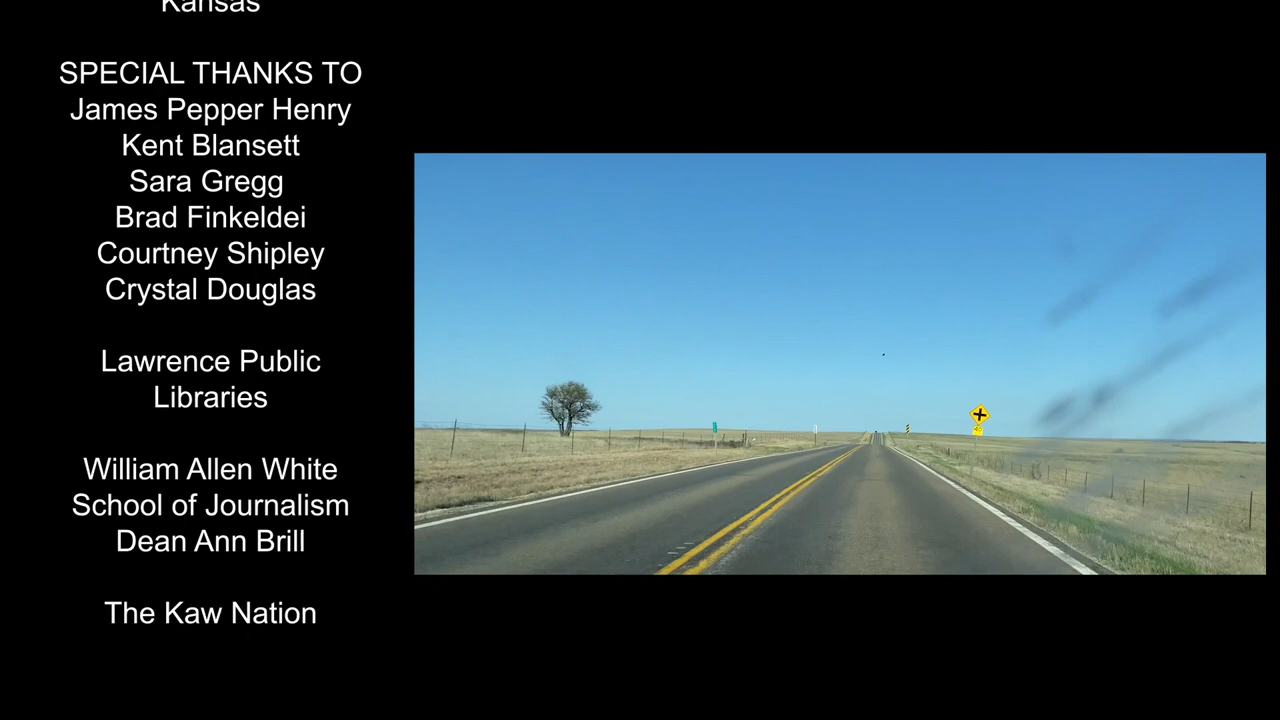 Kansas
SPECIAL THANKS TO
James Pepper Henry
Kent Blansett
Sara Gregg
Brad Finkeldei
Courtney Shipley
Crystal Douglas
Lawrence Public
Libraries
William Allen White
School of Journalism
Dean Ann Brill
The Kaw Nation